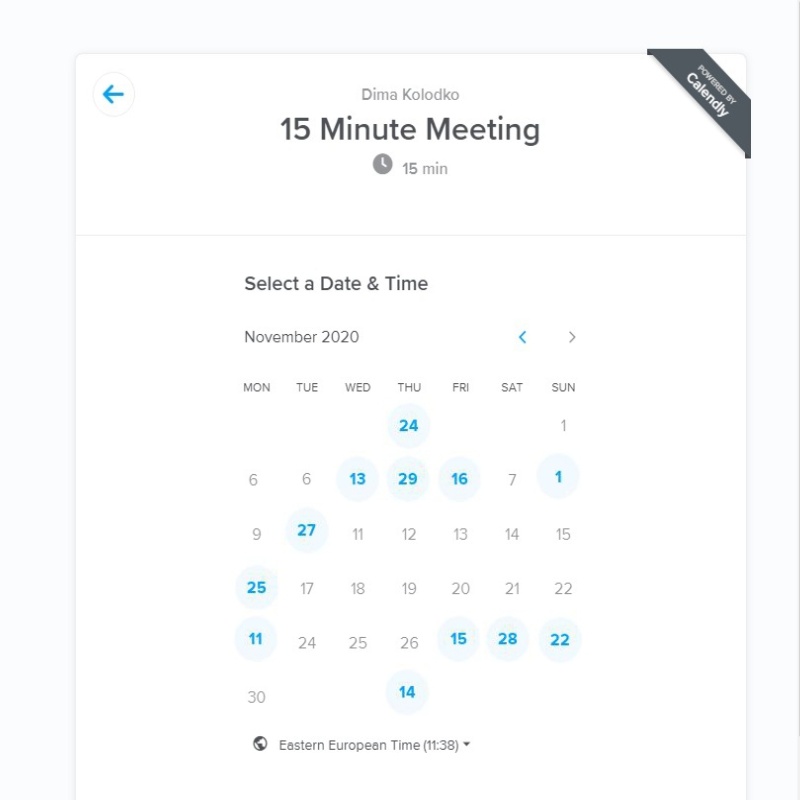 POWERED BY
Calendly
Dima Kolodko
15 Minute Meeting
15 min
Select a Date & Time
November 2020
MON TUE WED THU FRI SAT SUN
24 1
6 6 13 29 16 7 1
9 27 11 12 13 14 15
25 17 18 19 20 21 22
11 24 25 26 15 28 22
30 14
Eastern European Time (11:38)